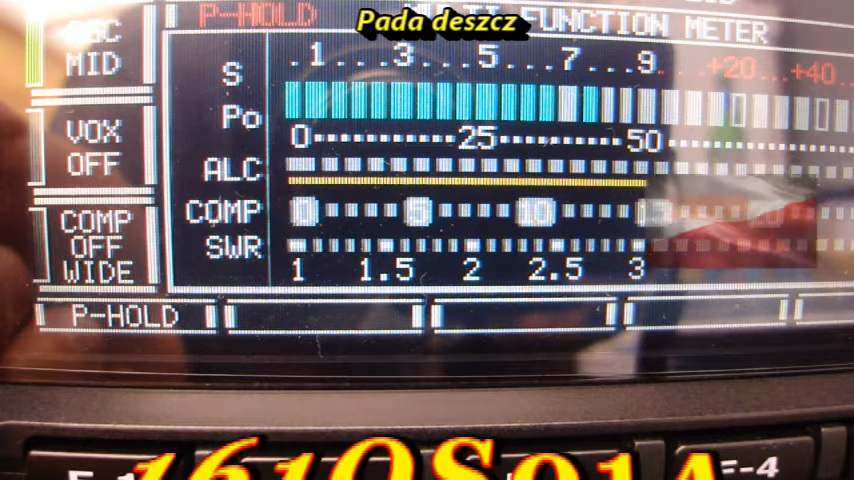 Pada deszcz
P-HOLD FUNCTION METER
MID
VOX
OFF
COMP
OFF
WIDE
S .1...3...5...7...9...+20...+40.
Po 0 25 50
ALC
COMP 0 5 10
SWR
1 1.5 2 2.5 3
P-HOLD
F-4